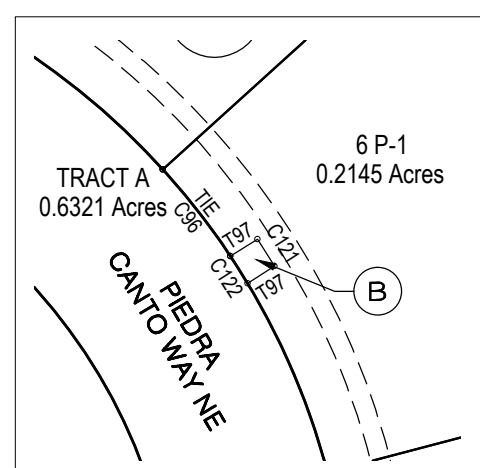 6 P-1
0.2145 Acres
TRACT A
0.6321 Acres
TIE
C96
T97
C121
C122
T97
B
PIEDRA
CANTO WAY NE